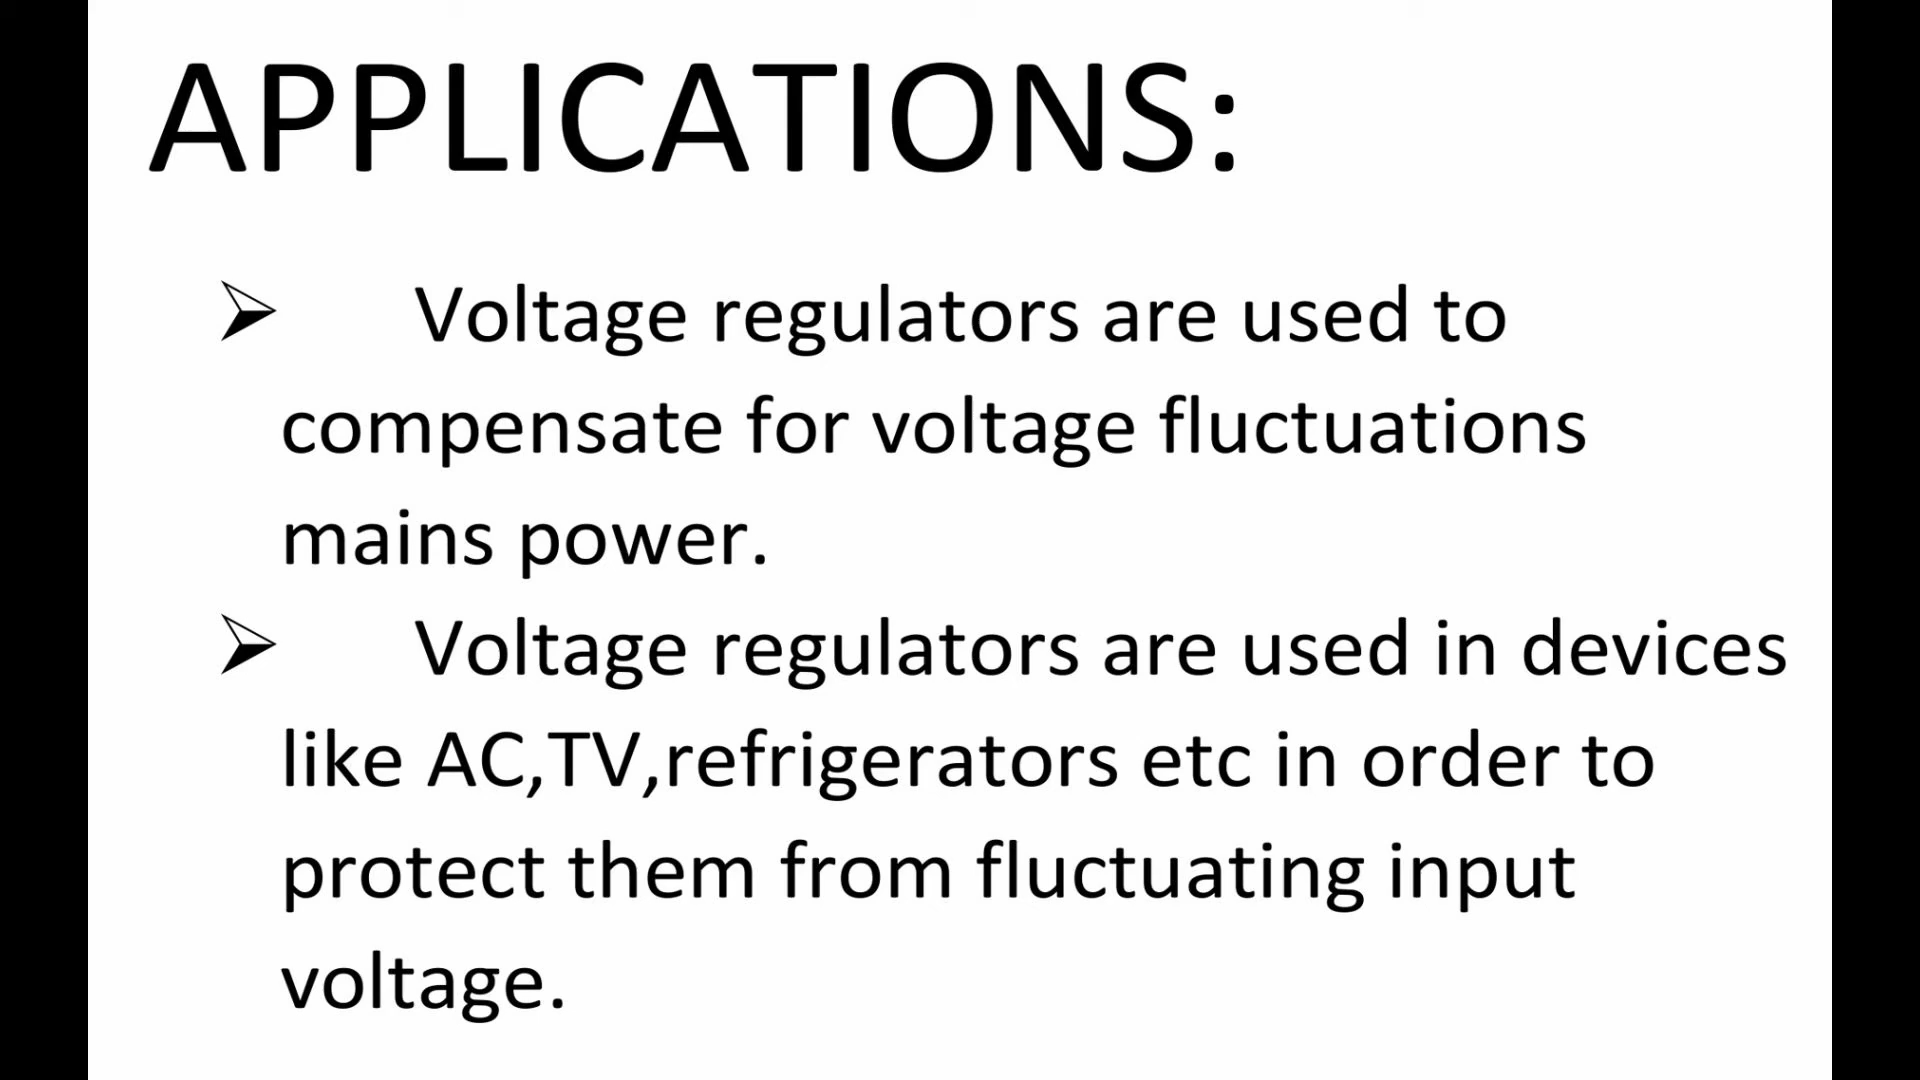 APPLICATIONS:
➢ Voltage regulators are used to
compensate for voltage fluctuations
mains power.
➢ Voltage regulators are used in devices
like AC,TV,refrigerators etc in order to
protect them from fluctuating input
voltage.